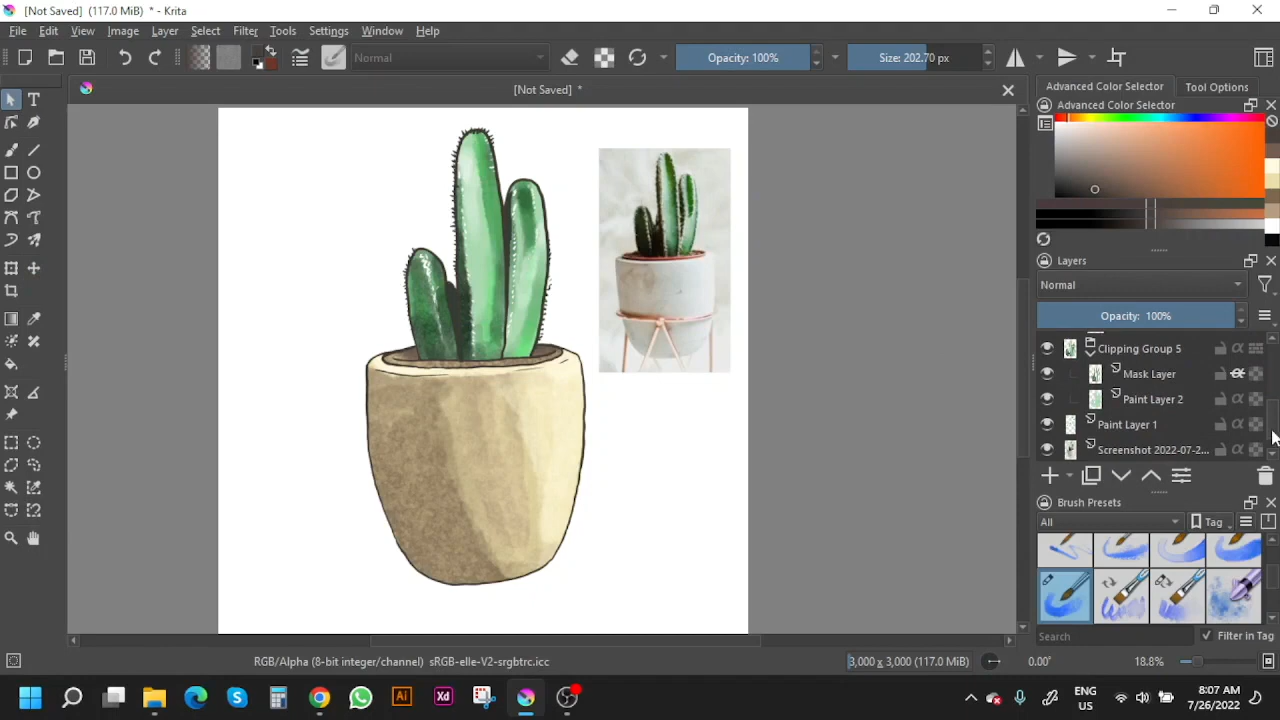 [Not Saved] (117.0 MiB) * - Krita
File Edit View Image Layer Select Filter Tools Settings Window Help
Normal
Opacity: 100%
Size: 202.70 px
[Not Saved] *
Advanced Color Selector
Tool Options
Advanced Color Selector
Layers
Normal
Opacity: 100%
Clipping Group 5
Mask Layer
Paint Layer 2
Paint Layer 1
Screenshot 2022-07-2...
Brush Presets
All
Tag
Search
Filter in Tag
RGB/Alpha (8-bit integer/channel) sRGB-elle-V2-srgbtrc.icc
3,000 x 3,000 (117.0 MiB)
0.00°
18.8%
ENG
US
8:07 AM
7/26/2022